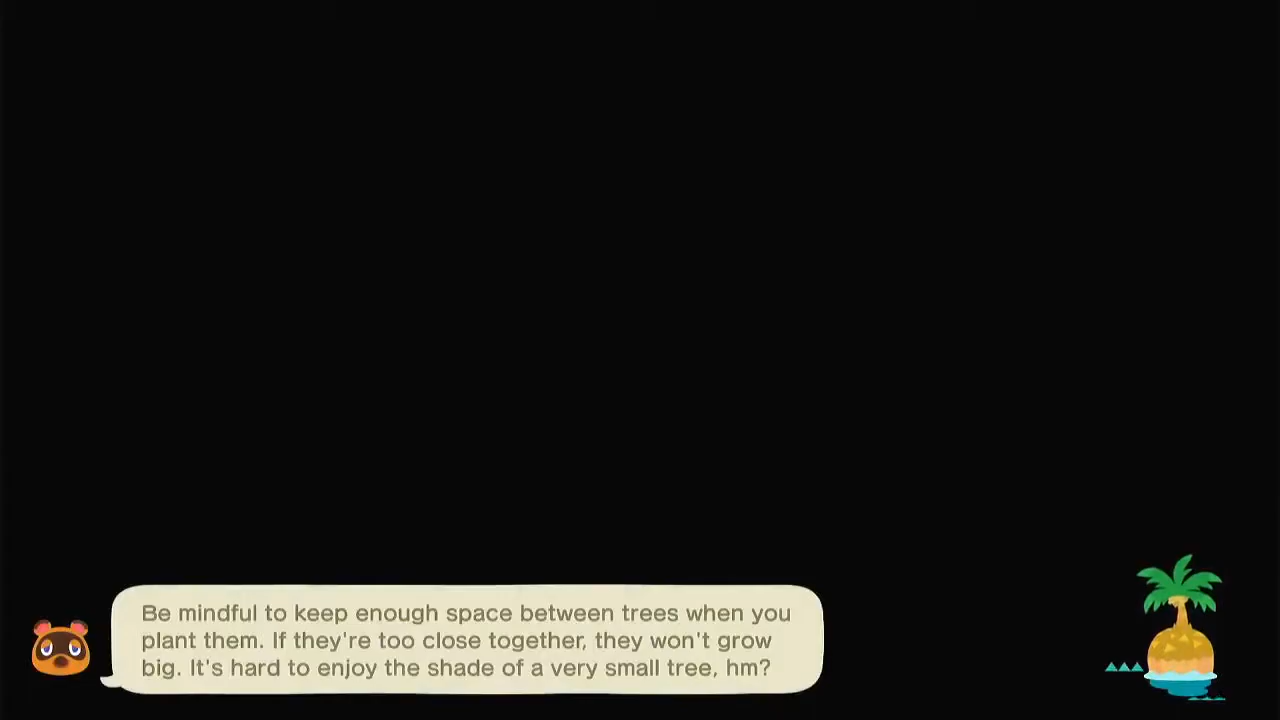 Be mindful to keep enough space between trees when you
plant them. If they're too close together, they won't grow
big. It's hard to enjoy the shade of a very small tree, hm?